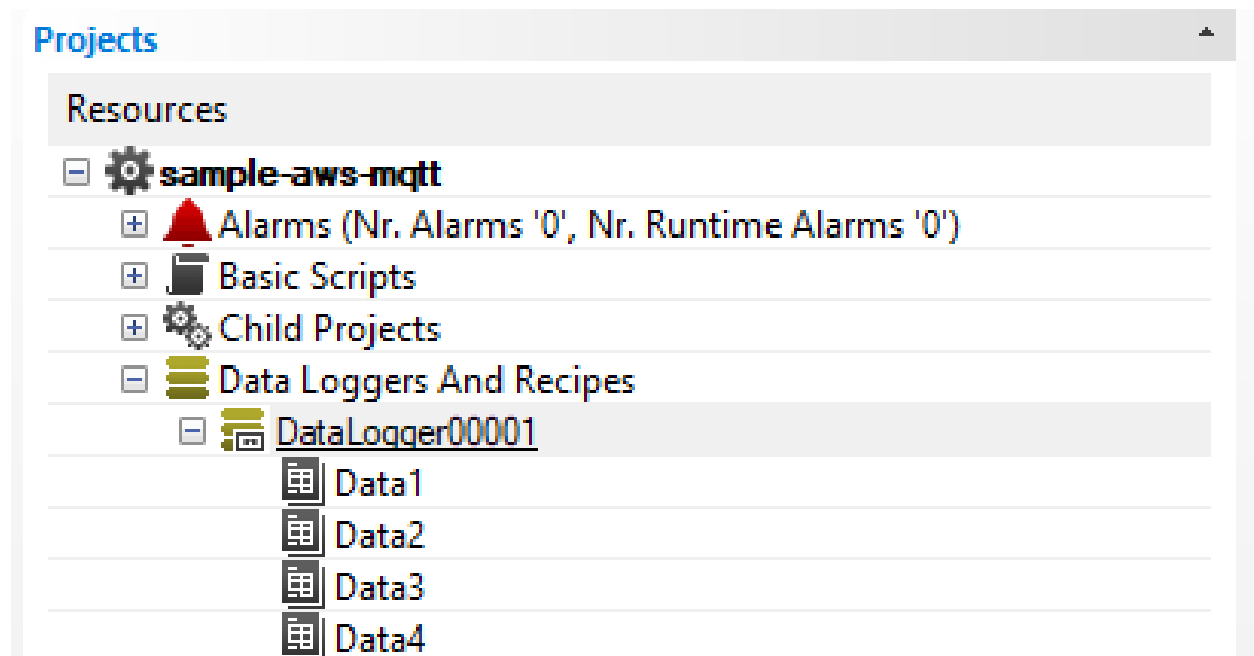 Projects
Resources
sample-aws-mqtt
Alarms (Nr. Alarms '0', Nr. Runtime Alarms '0')
Basic Scripts
Child Projects
Data Loggers And Recipes
DataLogger00001
Data1
Data2
Data3
Data4